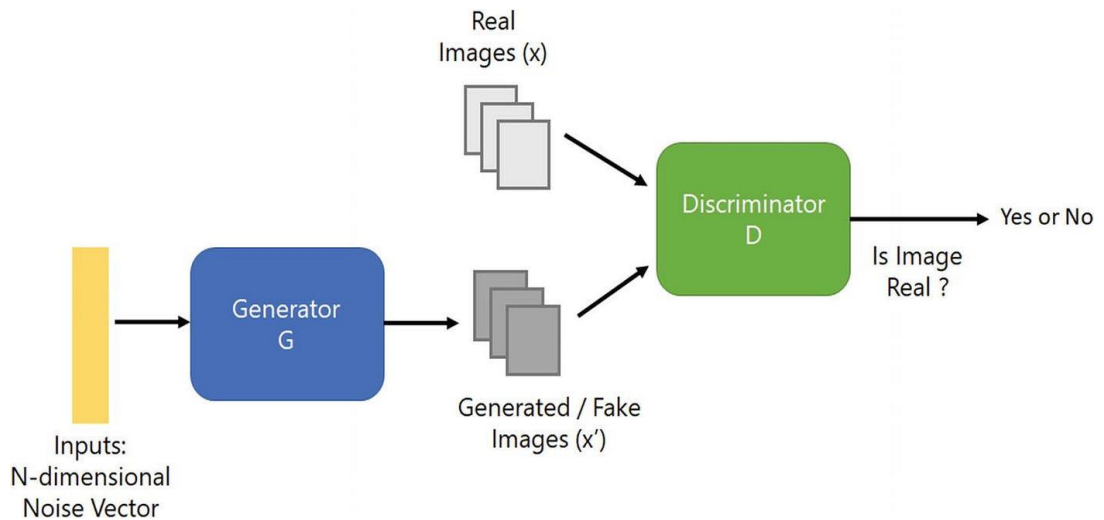 Real
Images (x)
Discriminator
D
Yes or No
Is Image
Real ?
Generator
G
Generated / Fake
Images (x’)
Inputs:
N-dimensional
Noise Vector